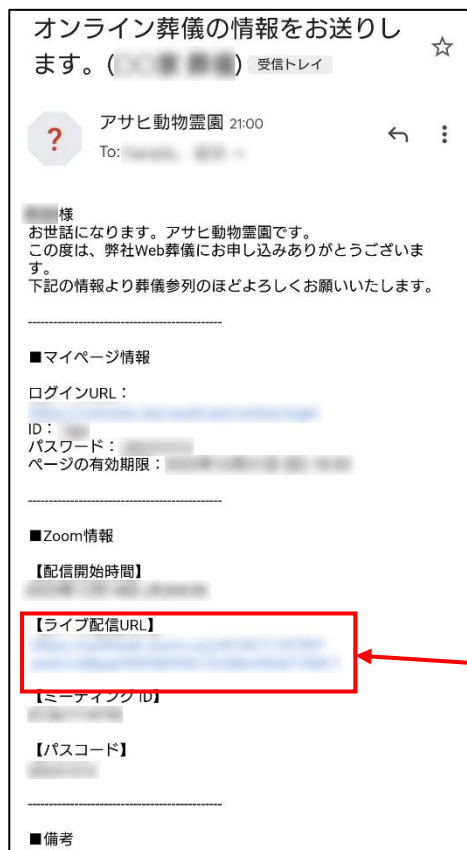 オンライン葬儀の情報をお送りし
ます。( ) 受信トレイ
?
アサヒ動物霊園 21:00
To:
様
お世話になります。アサヒ動物霊園です。
この度は、弊社Web葬儀にお申し込みありがとうございま
す。
下記の情報より葬儀参列のほどよろしくお願いいたします。
--------------------------------------------
■マイページ情報
ログインURL：
ID：
パスワード：
ページの有効期限：
--------------------------------------------
■Zoom情報
【配信開始時間】
【ライブ配信URL】
【ミーティング ID】
【パスコード】
--------------------------------------------
■備考